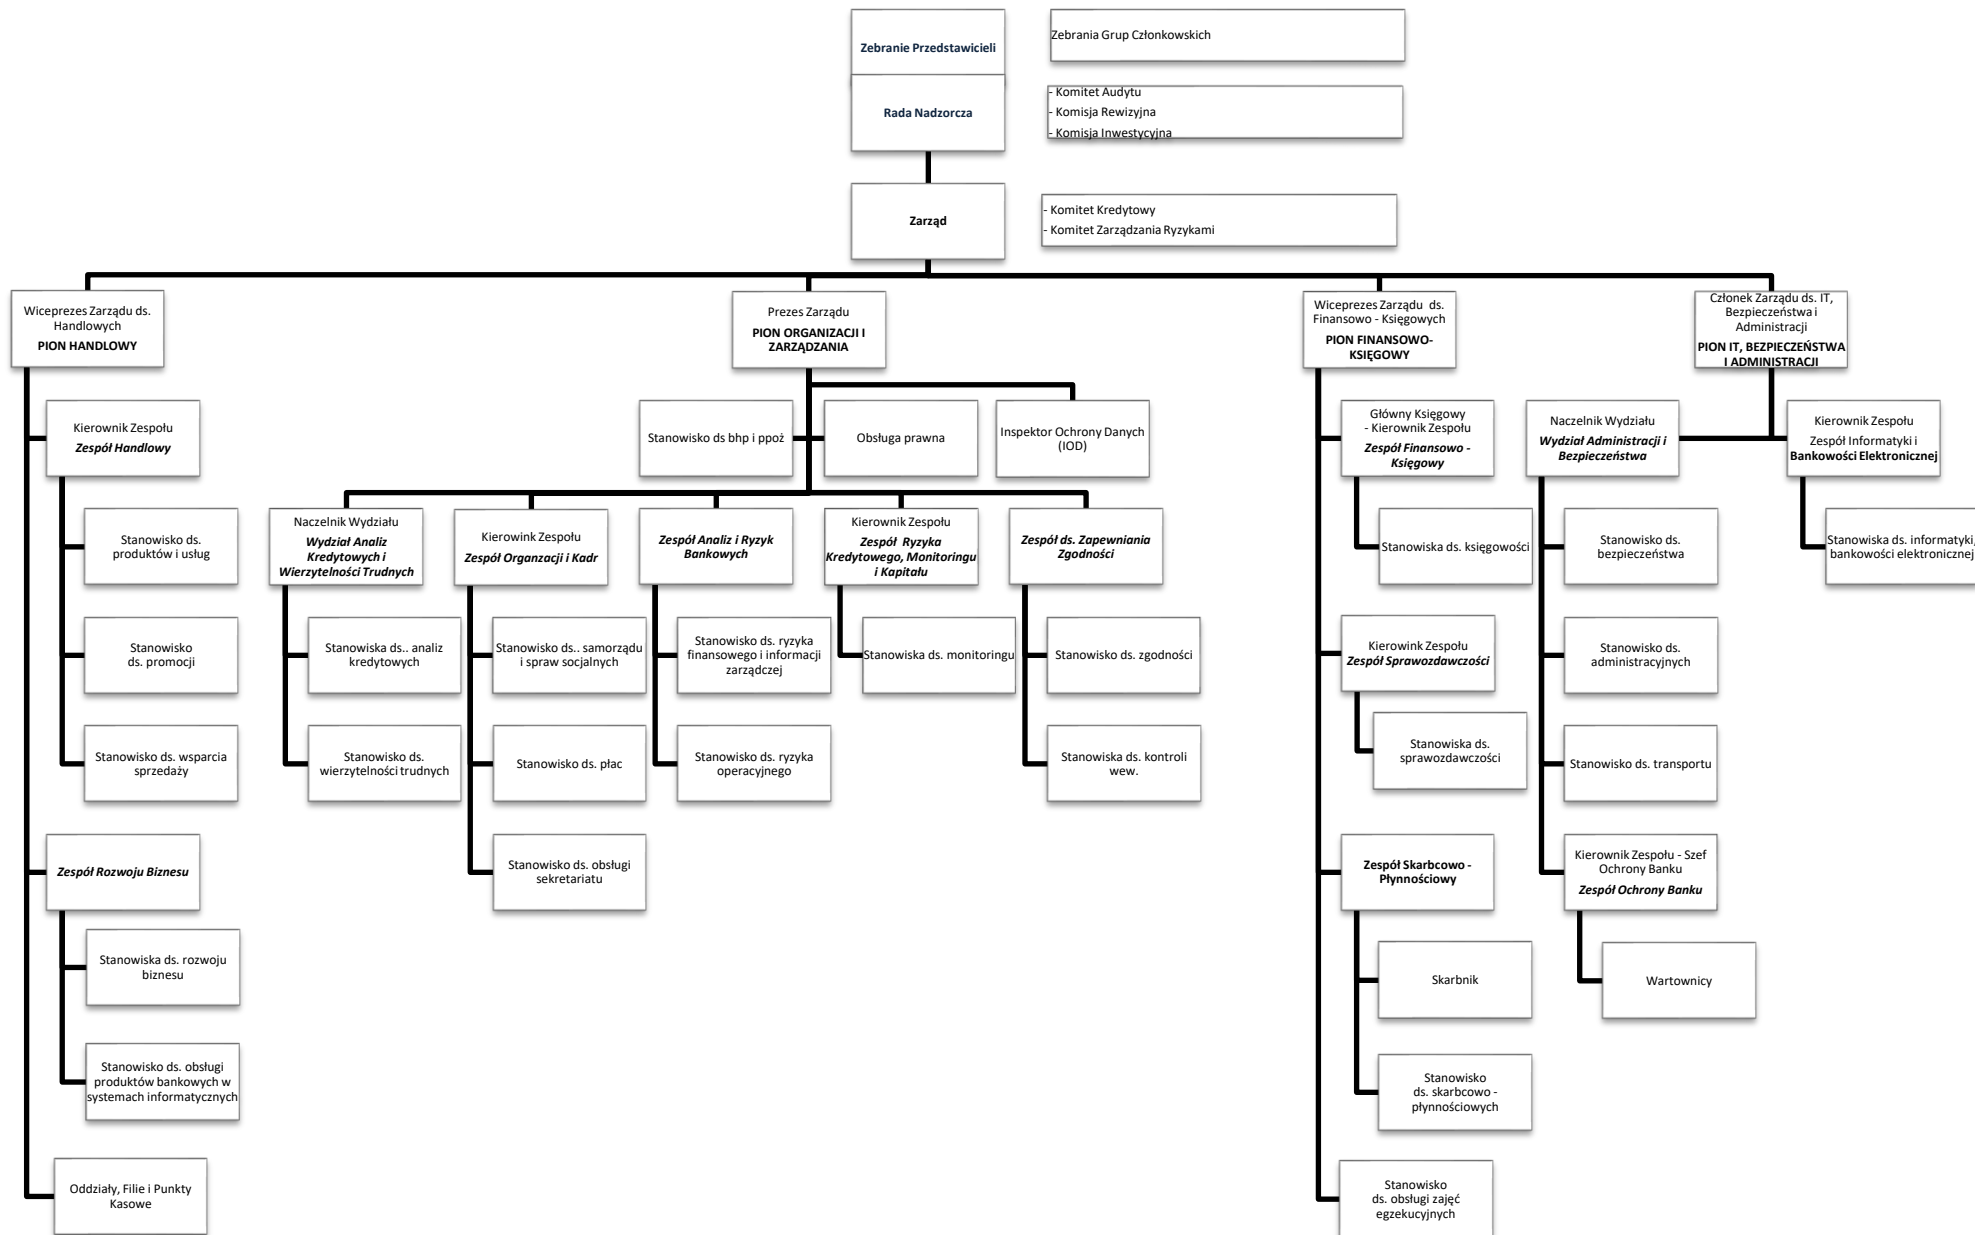 Zebranie Przedstawicieli
Zebrania Grup Członkowskich
Rada Nadzorcza
- Komitet Audytu
- Komisja Rewizyjna
- Komisja Inwestycyjna
Zarząd
- Komitet Kredytowy
- Komitet Zarządzania Ryzykami
Wiceprezes Zarządu ds.
Handlowych
PION HANDLOWY
Prezes Zarządu
PION ORGANIZACJI I
ZARZĄDZANIA
Wiceprezes Zarządu ds.
Finansowo - Księgowych
PION FINANSOWO-
KSIĘGOWY
Członek Zarządu ds. IT,
Bezpieczeństwa i
Administracji
PION IT, BEZPIECZEŃSTWA
I ADMINISTRACJI
Kierownik Zespołu
Zespół Handlowy
Stanowisko ds bhp i ppoż
Obsługa prawna
Inspektor Ochrony Danych
(IOD)
Główny Księgowy
- Kierownik Zespołu
Zespół Finansowo -
Księgowy
Naczelnik Wydziału
Wydział Administracji i
Bezpieczeństwa
Kierownik Zespołu
Zespół Informatyki i
Bankowości Elektronicznej
Stanowisko ds.
produktów i usług
Naczelnik Wydziału
Wydział Analiz
Kredytowych i
Wierzytelności Trudnych
Kierowink Zespołu
Zespół Organzacji i Kadr
Zespół Analiz i Ryzyk
Bankowych
Kierownik Zespołu
Zespół Ryzyka
Kredytowego, Monitoringu
i Kapitału
Zespół ds. Zapewniania
Zgodności
Stanowiska ds. księgowości
Stanowisko ds.
bezpieczeństwa
Stanowiska ds. informatyki,
bankowości elektronicznej
Stanowisko
ds. promocji
Stanowiska ds.. analiz
kredytowych
Stanowisko ds.. samorządu
i spraw socjalnych
Stanowisko ds. ryzyka
finansowego i informacji
zarządczej
Stanowiska ds. monitoringu
Stanowisko ds. zgodności
Kierowink Zespołu
Zespół Sprawozdawczości
Stanowisko ds.
administracyjnych
Stanowisko ds. wsparcia
sprzedaży
Stanowisko ds.
wierzytelności trudnych
Stanowisko ds. płac
Stanowisko ds. ryzyka
operacyjnego
Stanowiska ds. kontroli
wew.
Stanowiska ds.
sprawozdawczości
Stanowisko ds. transportu
Zespół Rozwoju Biznesu
Stanowisko ds. obsługi
sekretariatu
Zespół Skarbcowo -
Płynnościowy
Kierownik Zespołu - Szef
Ochrony Banku
Zespół Ochrony Banku
Stanowiska ds. rozwoju
biznesu
Skarbnik
Wartownicy
Stanowisko ds. obsługi
produktów bankowych w
systemach informatycznych
Stanowisko
ds. skarbcowo -
płynnościowych
Oddziały, Filie i Punkty
Kasowe
Stanowisko
ds. obsługi zajęć
egzekucyjnych